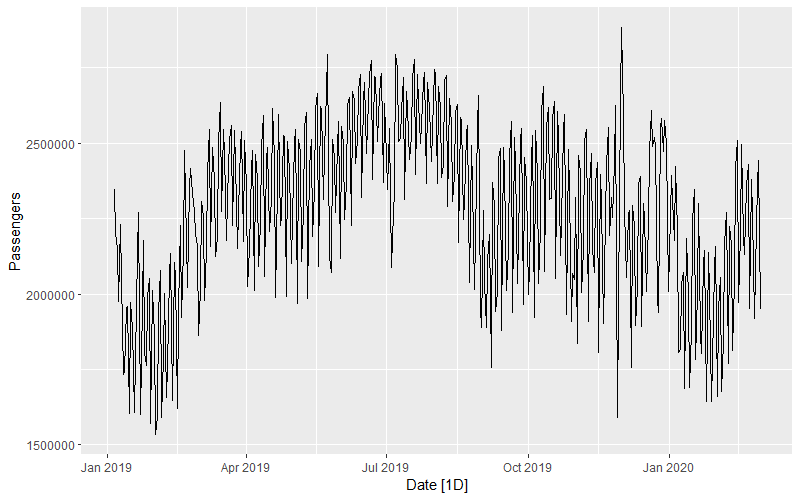 Passengers
2500000
2000000
1500000
Jan 2019
Apr 2019
Jul 2019
Oct 2019
Jan 2020
Date [1D]